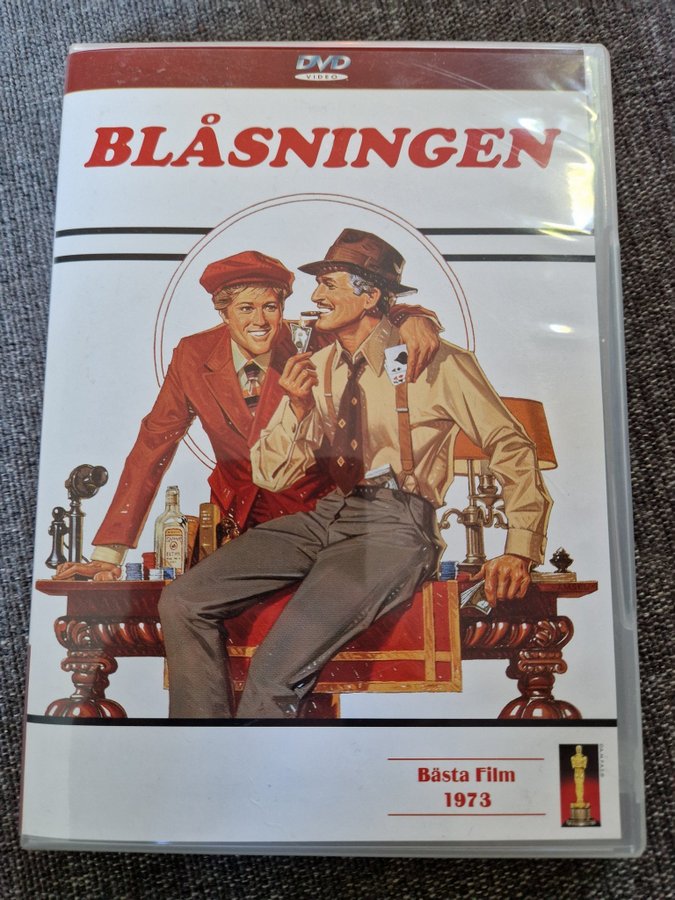 DVD
VIDEO
BLÅSNINGEN
Bästa Film
1973